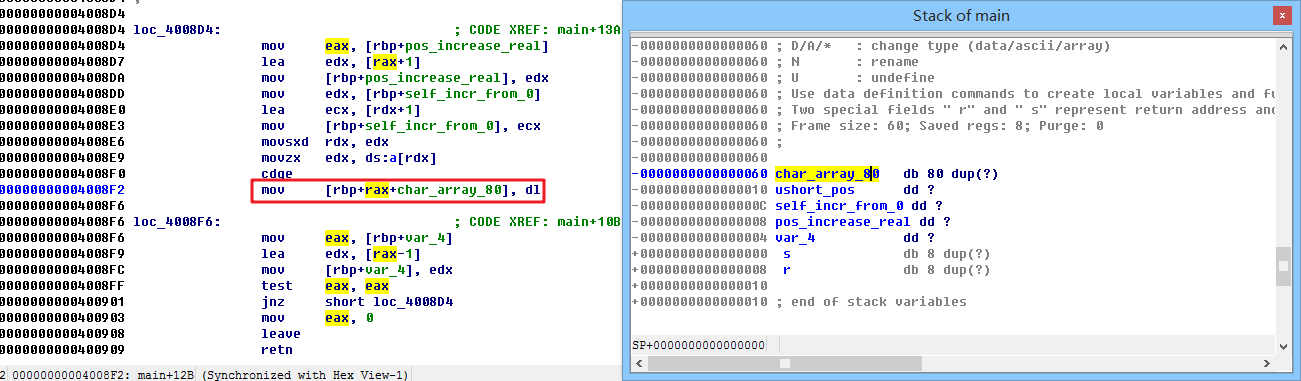 00000000004008D4
00000000004008D4
00000000004008D4 loc_4008D4: ; CODE XREF: main+13A
00000000004008D4 mov eax, [rbp+pos_increase_real]
00000000004008D7 lea edx, [rax+1]
00000000004008DA mov [rbp+pos_increase_real], edx
00000000004008DD mov edx, [rbp+self_incr_from_0]
00000000004008E0 lea ecx, [rdx+1]
00000000004008E3 mov [rbp+self_incr_from_0], ecx
00000000004008E6 movsxd rdx, edx
00000000004008E9 movzx edx, ds:a[rdx]
00000000004008F0 cdqe
00000000004008F2 mov [rbp+rax+char_array_80], dl
00000000004008F6
00000000004008F6 loc_4008F6: ; CODE XREF: main+10B
00000000004008F6 mov eax, [rbp+var_4]
00000000004008F9 lea edx, [rax-1]
00000000004008FC mov [rbp+var_4], edx
00000000004008FF test eax, eax
0000000000400901 jnz short loc_4008D4
0000000000400903 mov eax, 0
0000000000400908 leave
0000000000400909 retn
2 00000000004008F2: main+12B (Synchronized with Hex View-1)
Stack of main
x
-0000000000000060 ; D/A/* : change type (data/ascii/array)
-0000000000000060 ; N : rename
-0000000000000060 ; U : undefine
-0000000000000060 ; Use data definition commands to create local variables and fu
-0000000000000060 ; Two special fields " r" and " s" represent return address and
-0000000000000060 ; Frame size: 60; Saved regs: 8; Purge: 0
-0000000000000060 ;
-0000000000000060
-0000000000000060 char_array_80 db 80 dup(?)
-0000000000000010 ushort_pos dd ?
-000000000000000C self_incr_from_0 dd ?
-0000000000000008 pos_increase_real dd ?
-0000000000000004 var_4 dd ?
+0000000000000000 s db 8 dup(?)
+0000000000000008 r db 8 dup(?)
+0000000000000010
+0000000000000010 ; end of stack variables
SP+0000000000000000